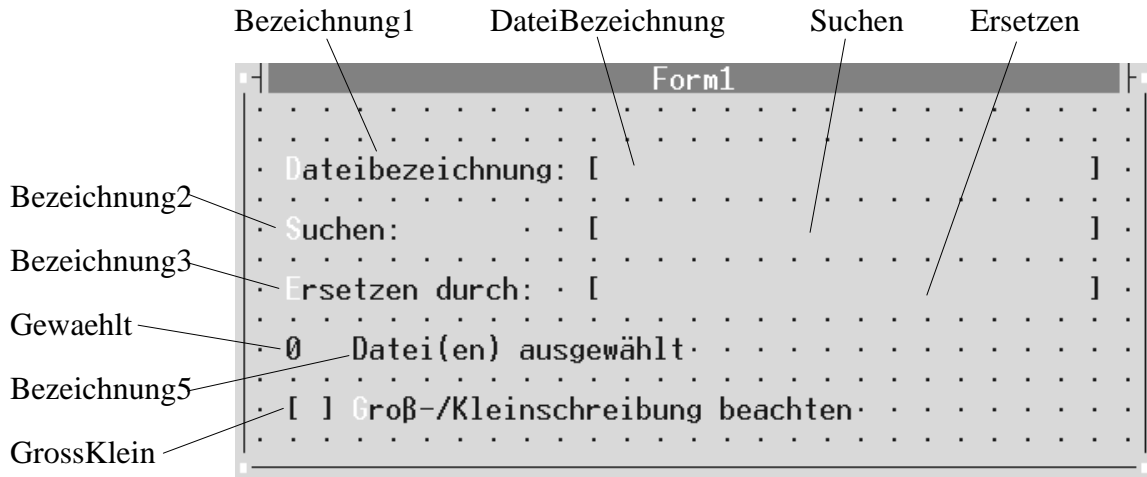 Bezeichnung1 DateiBezeichnung Suchen Ersetzen
Form1
Dateibezeichnung: [ ]
Bezeichnung2
Suchen: [ ]
Bezeichnung3
Ersetzen durch: [ ]
Gewaehlt
0 Datei(en) ausgewählt
Bezeichnung5
[ ] Groß-/Kleinschreibung beachten
GrossKlein